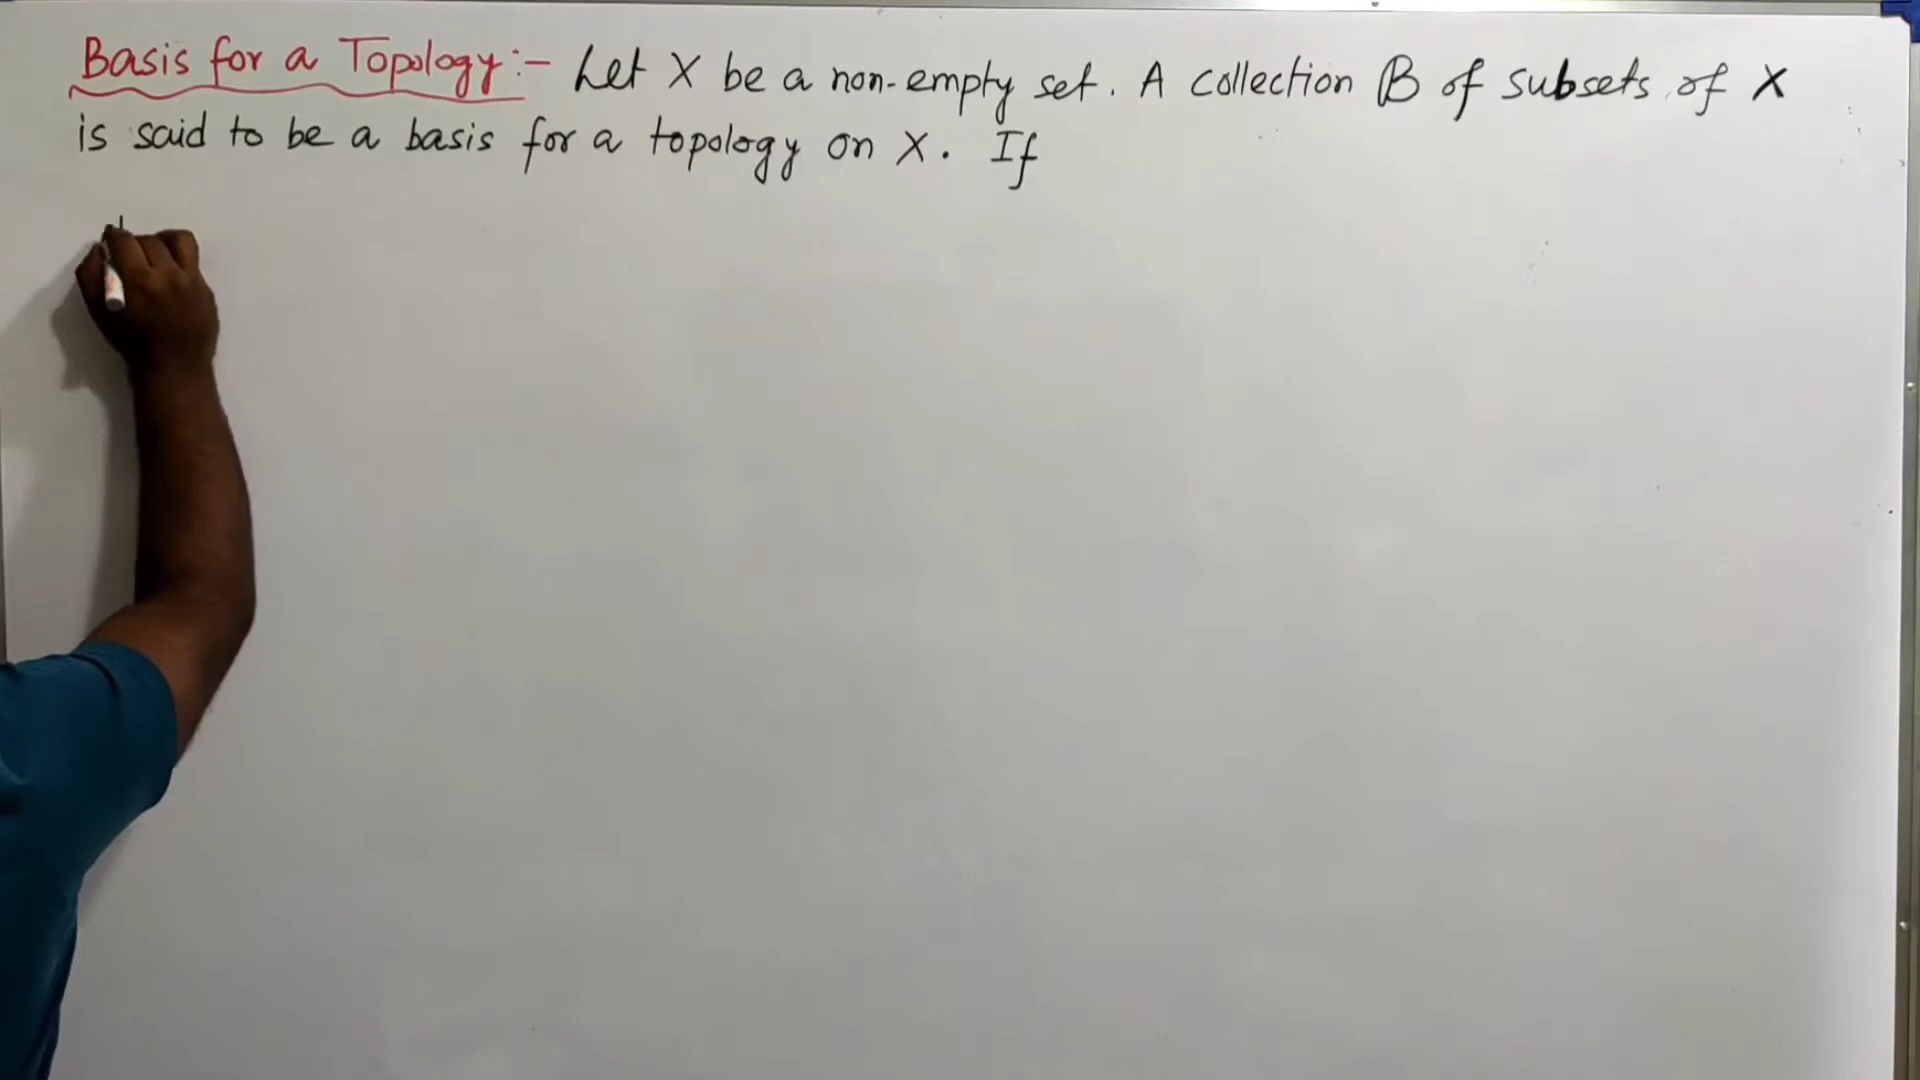 Basis for a Topology:- Let X be a non-empty set. A collection B of subsets of X
is said to be a basis for a topology on X. If